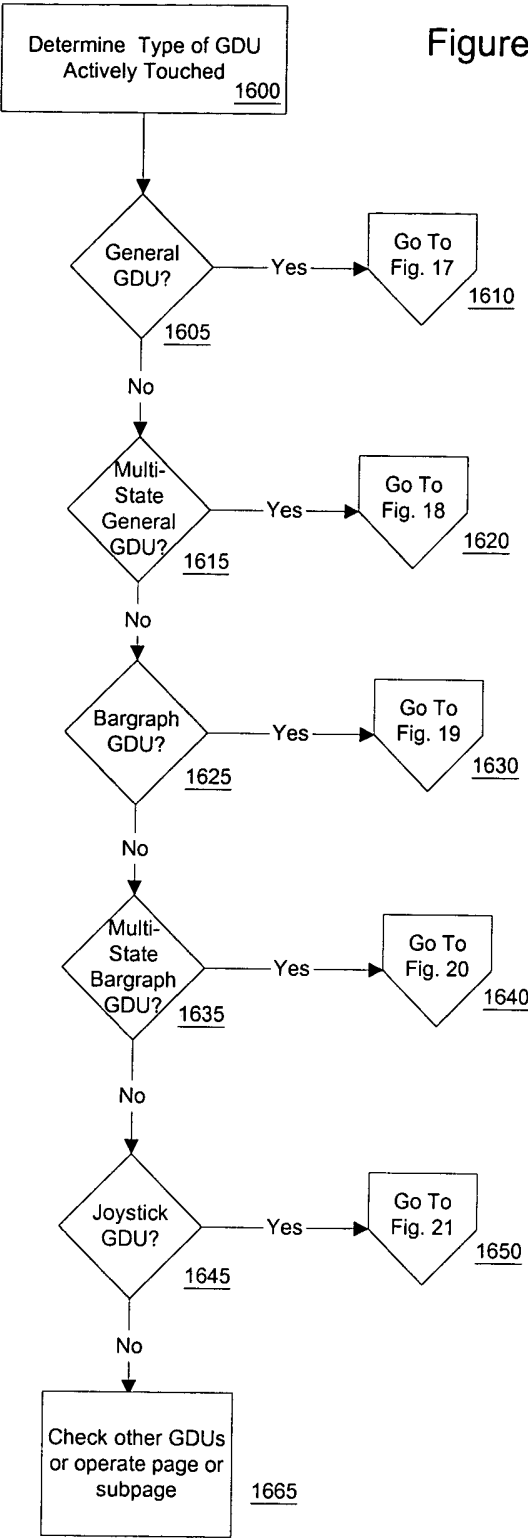 Figure
Determine Type of GDU
Actively Touched
1600
General
GDU?
1605
Yes
Go To
Fig. 17
1610
No
Multi-
State
General
GDU?
1615
Yes
Go To
Fig. 18
1620
No
Bargraph
GDU?
1625
Yes
Go To
Fig. 19
1630
No
Multi-
State
Bargraph
GDU?
1635
Yes
Go To
Fig. 20
1640
No
Joystick
GDU?
1645
Yes
Go To
Fig. 21
1650
No
Check other GDUs
or operate page or
subpage
1665